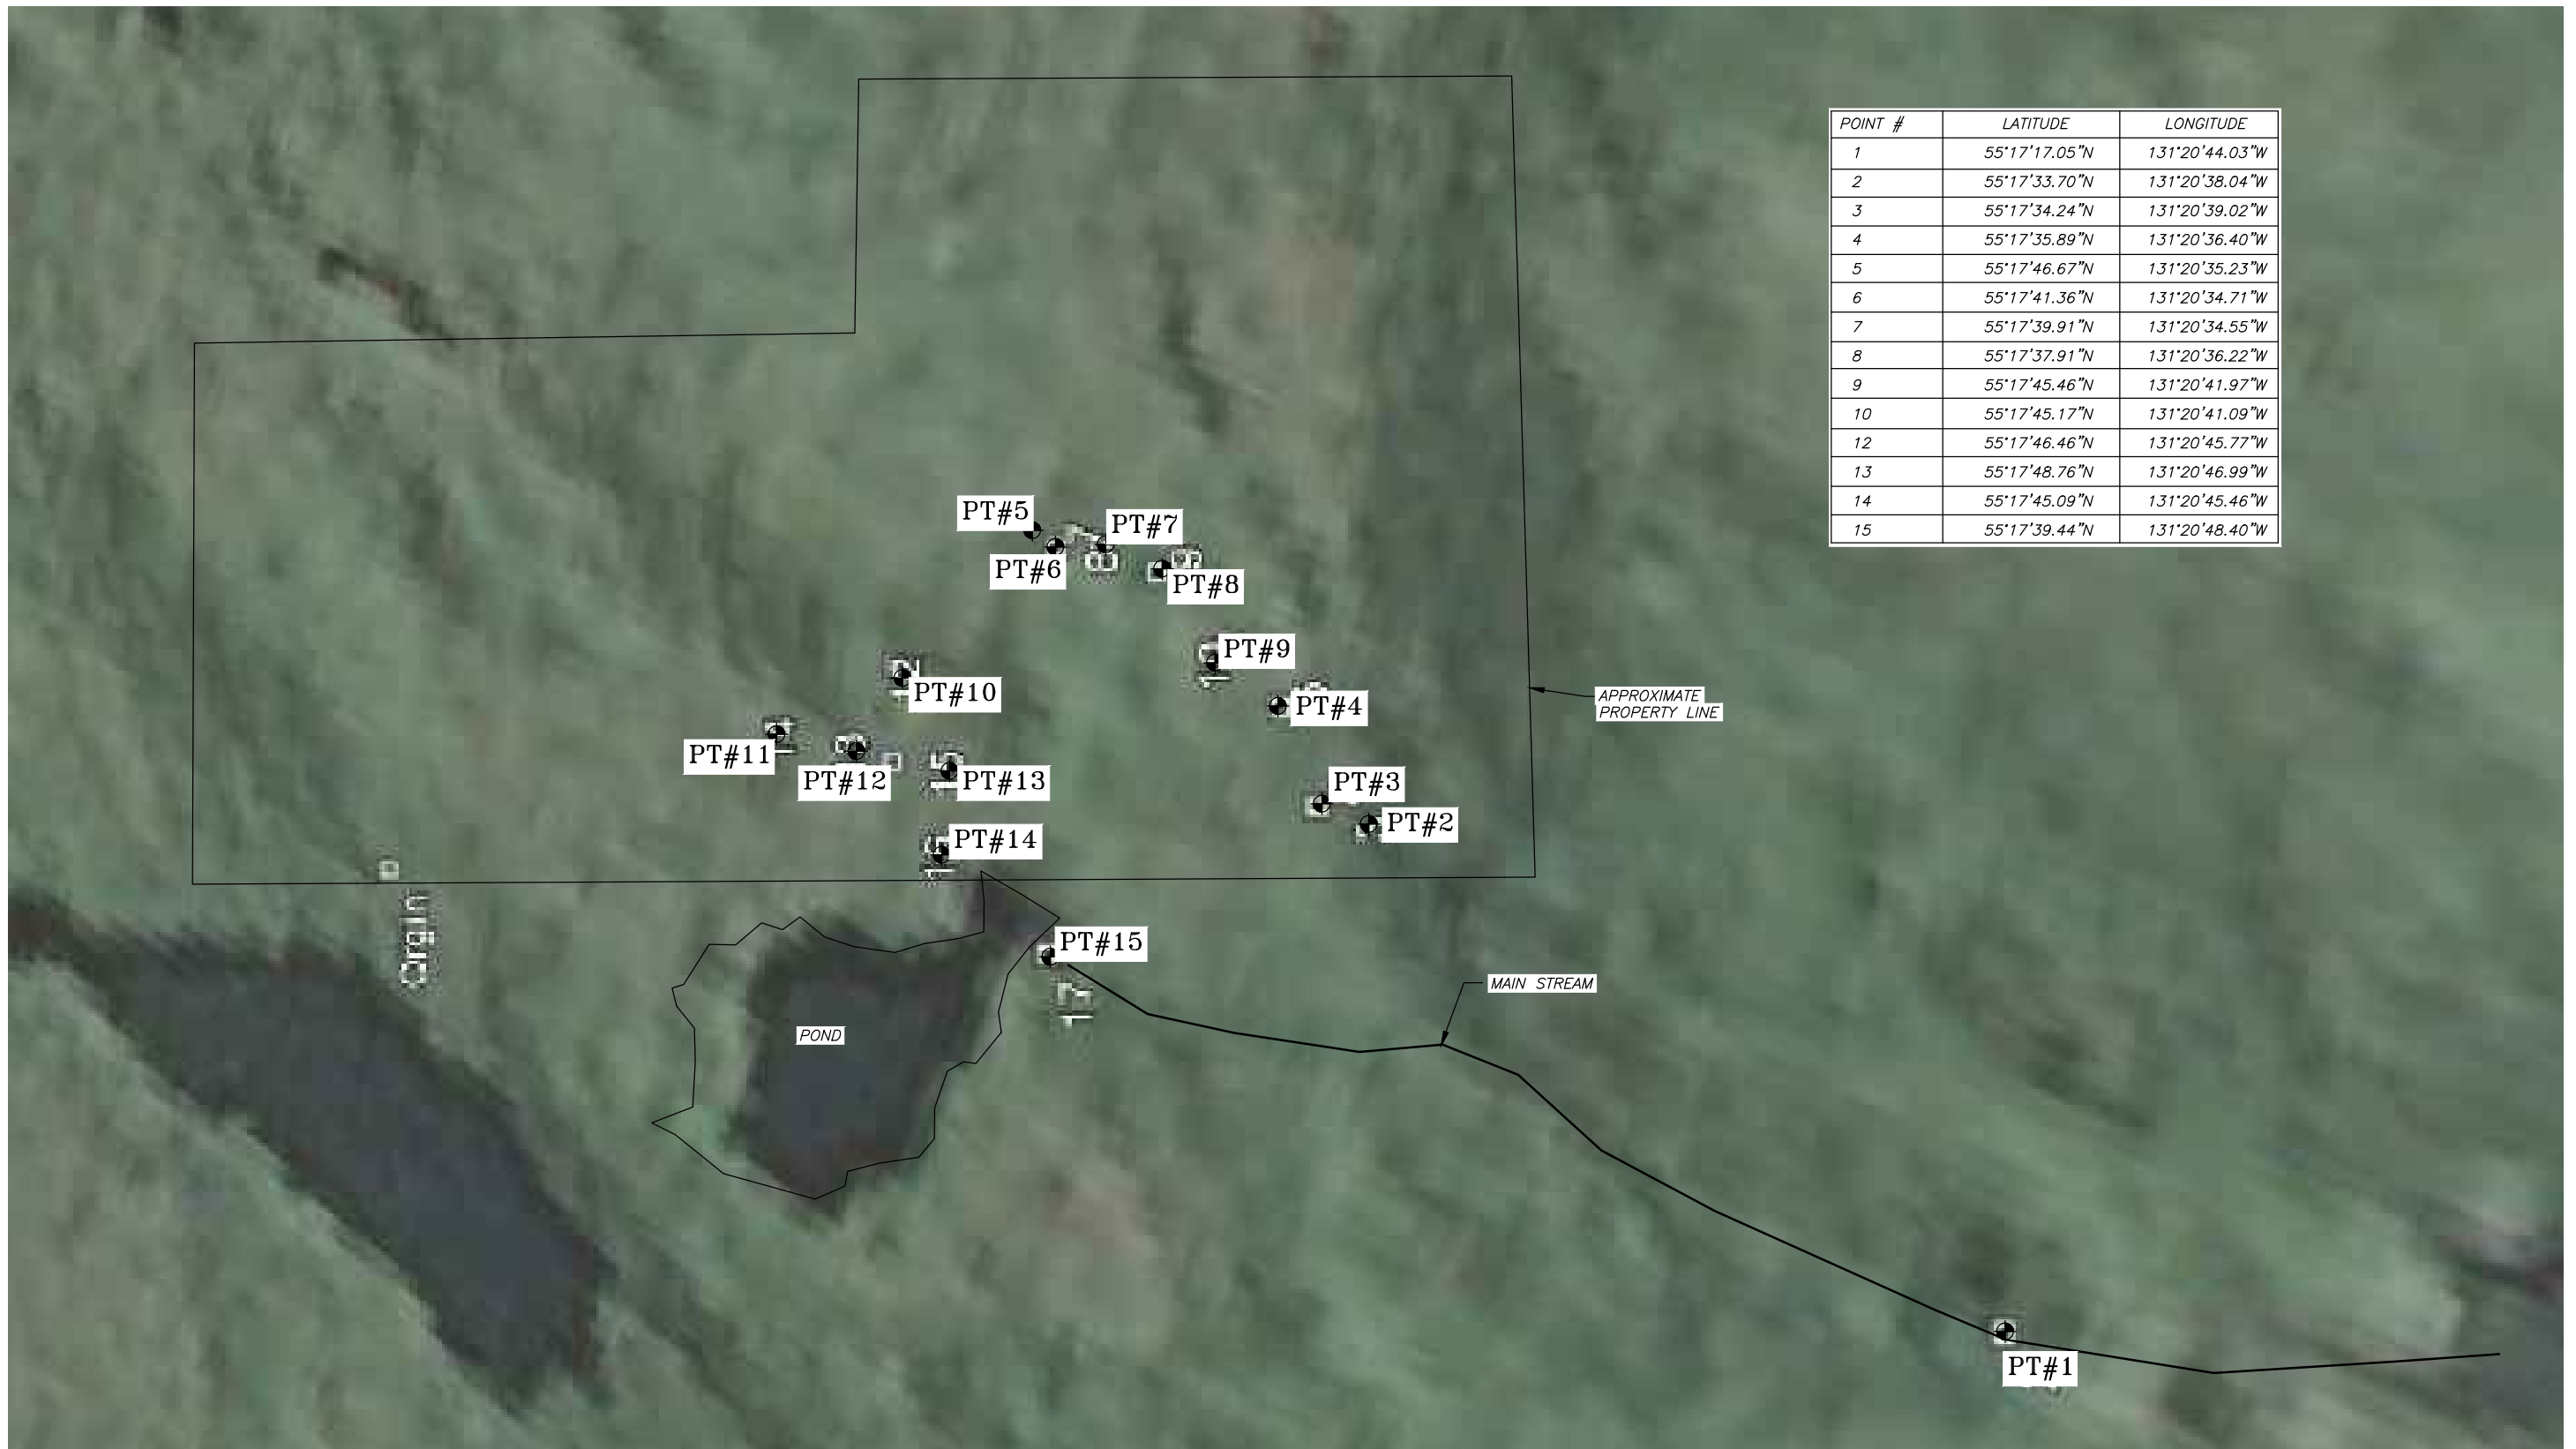 POINT # LATITUDE LONGITUDE
1 55°17'17.05"N 131°20'44.03"W
2 55°17'33.70"N 131°20'38.04"W
3 55°17'34.24"N 131°20'39.02"W
4 55°17'35.89"N 131°20'36.40"W
5 55°17'46.67"N 131°20'35.23"W
6 55°17'41.36"N 131°20'34.71"W
7 55°17'39.91"N 131°20'34.55"W
8 55°17'37.91"N 131°20'36.22"W
9 55°17'45.46"N 131°20'41.97"W
10 55°17'45.17"N 131°20'41.09"W
12 55°17'46.46"N 131°20'45.77"W
13 55°17'48.76"N 131°20'46.99"W
14 55°17'45.09"N 131°20'45.46"W
15 55°17'39.44"N 131°20'48.40"W
PT#5
PT#7
PT#6
PT#8
PT#9
PT#10
PT#4
APPROXIMATE
PROPERTY LINE
PT#11
PT#12
PT#13
PT#3
PT#2
PT#14
PT#15
17
MAIN STREAM
POND
PT#1